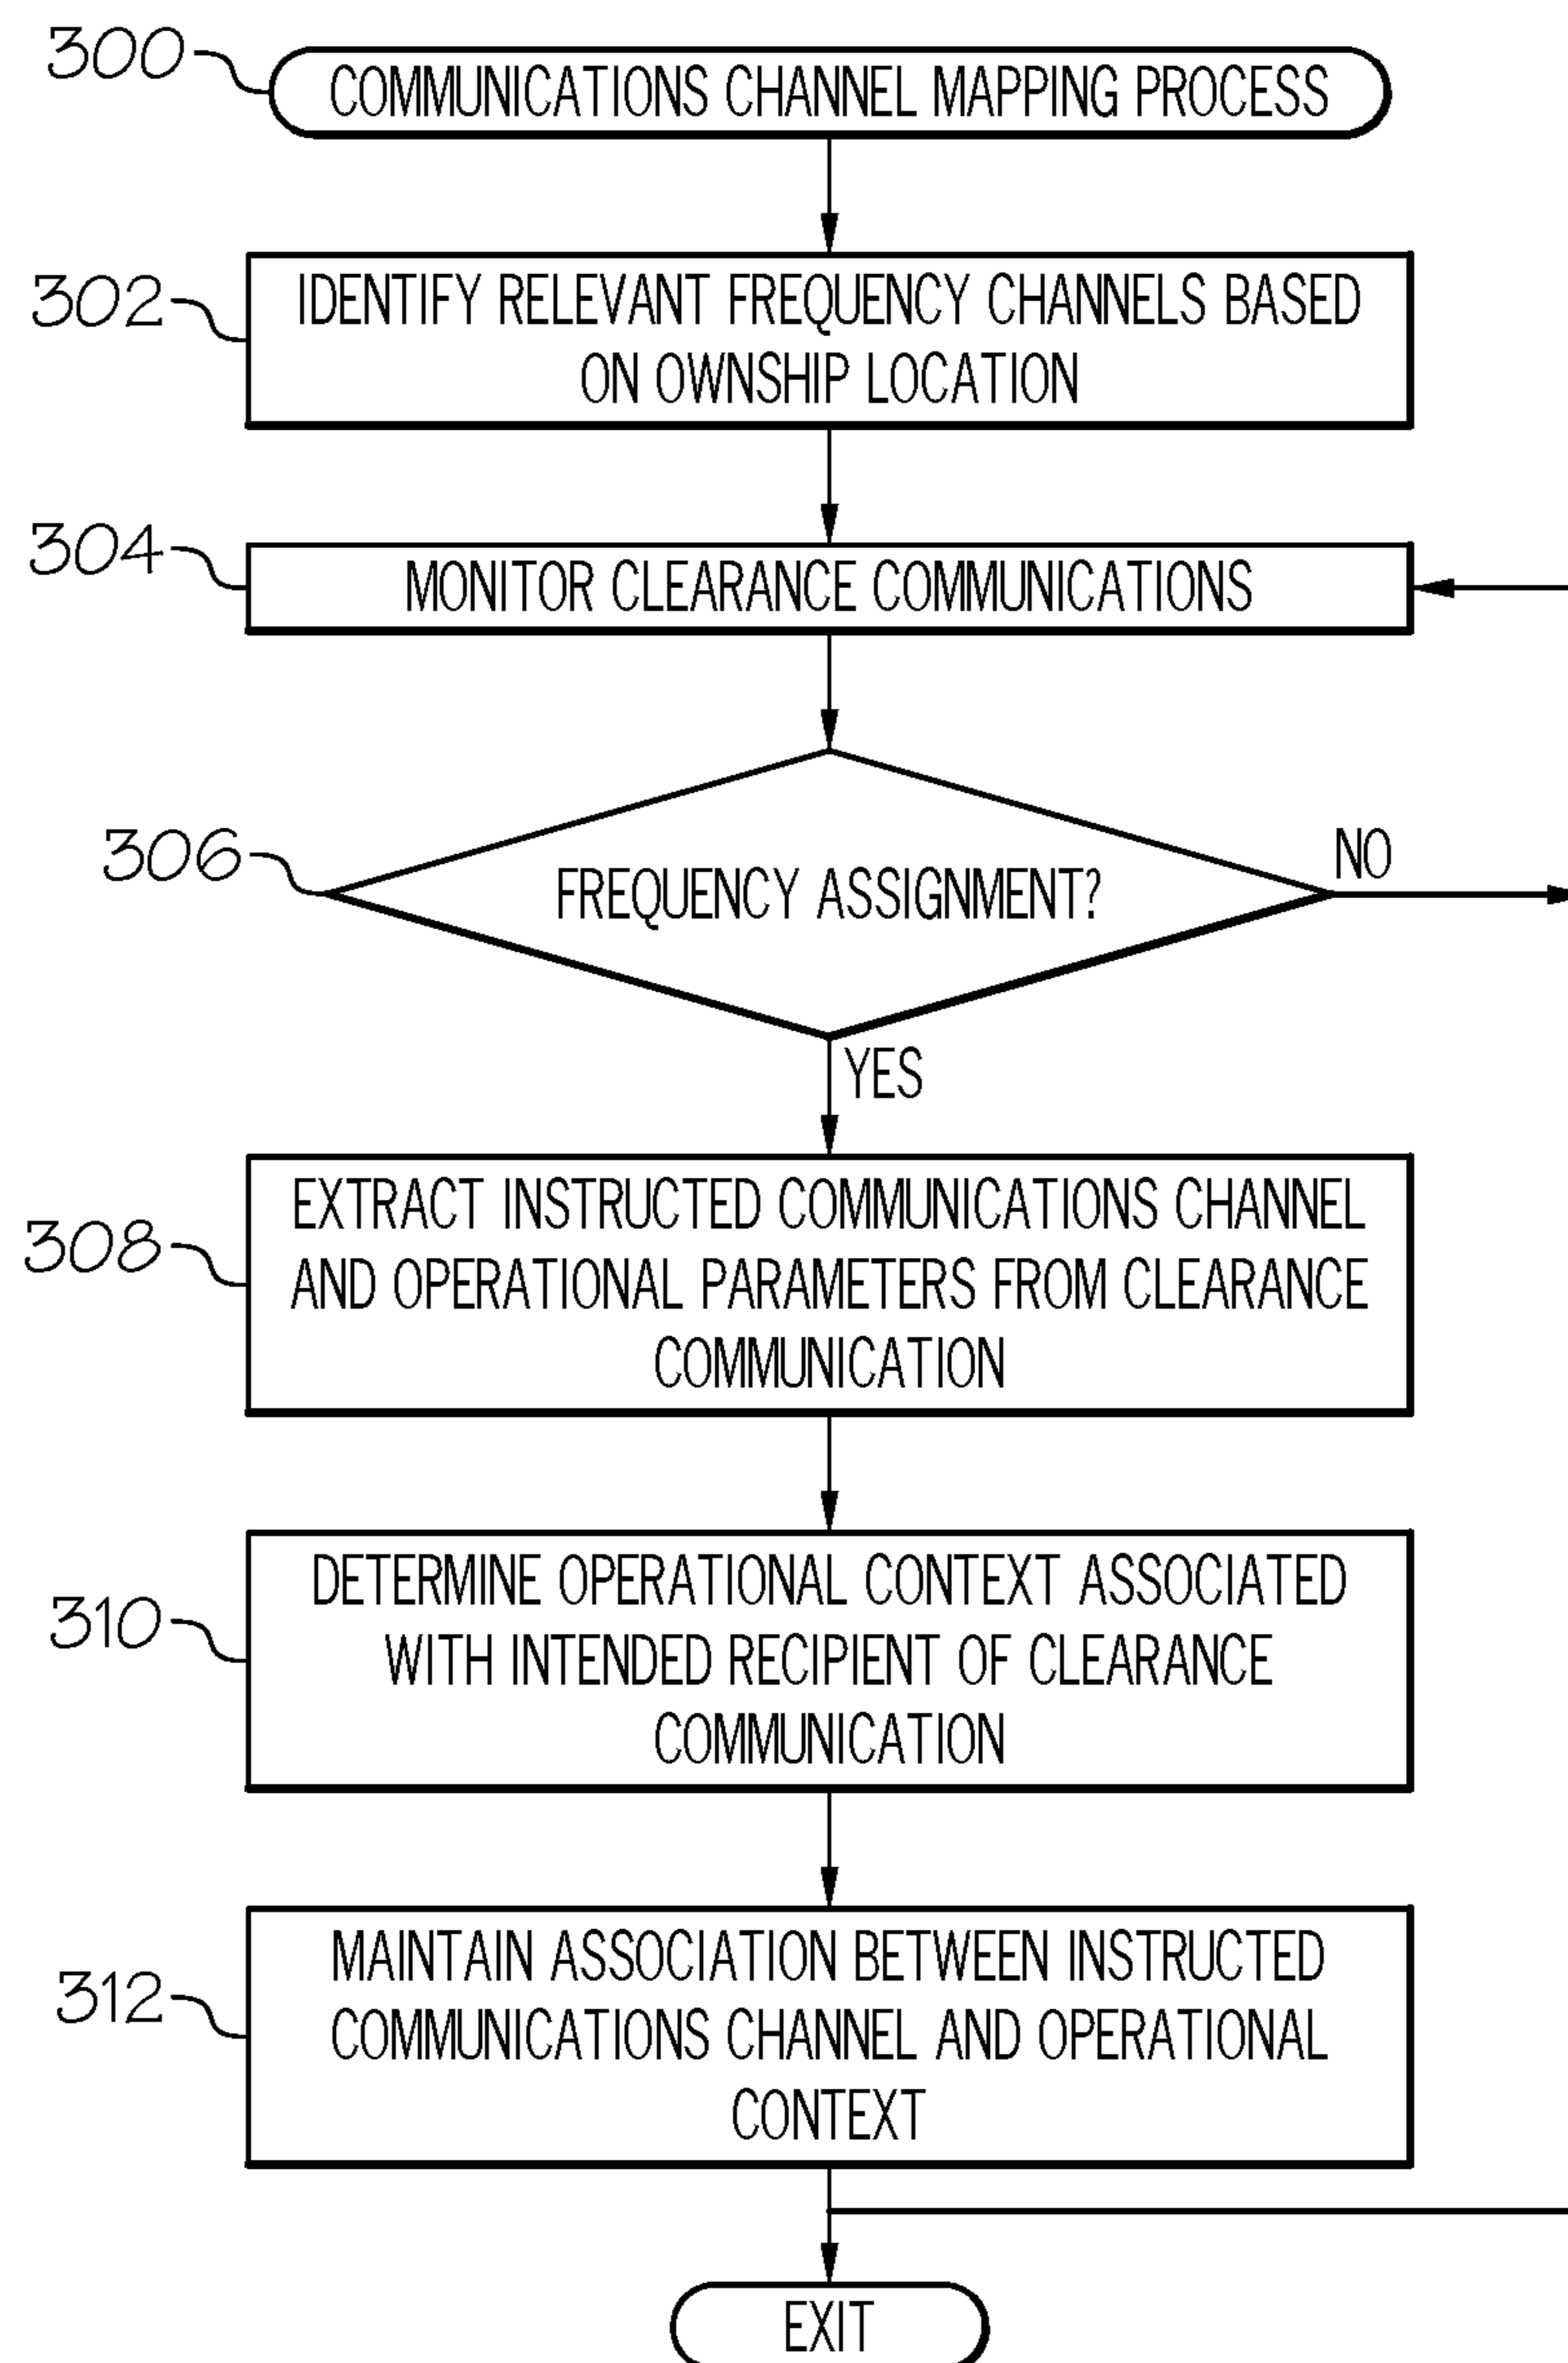 300
COMMUNICATIONS CHANNEL MAPPING PROCESS
302
IDENTIFY RELEVANT FREQUENCY CHANNELS BASED
ON OWNSHIP LOCATION
304
MONITOR CLEARANCE COMMUNICATIONS
306
FREQUENCY ASSIGNMENT?
NO
YES
308
EXTRACT INSTRUCTED COMMUNICATIONS CHANNEL
AND OPERATIONAL PARAMETERS FROM CLEARANCE
COMMUNICATION
310
DETERMINE OPERATIONAL CONTEXT ASSOCIATED
WITH INTENDED RECIPIENT OF CLEARANCE
COMMUNICATION
312
MAINTAIN ASSOCIATION BETWEEN INSTRUCTED
COMMUNICATIONS CHANNEL AND OPERATIONAL
CONTEXT
EXIT